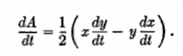 dA/dt = 1/2 ( x dy/dt - y dx/dt ).